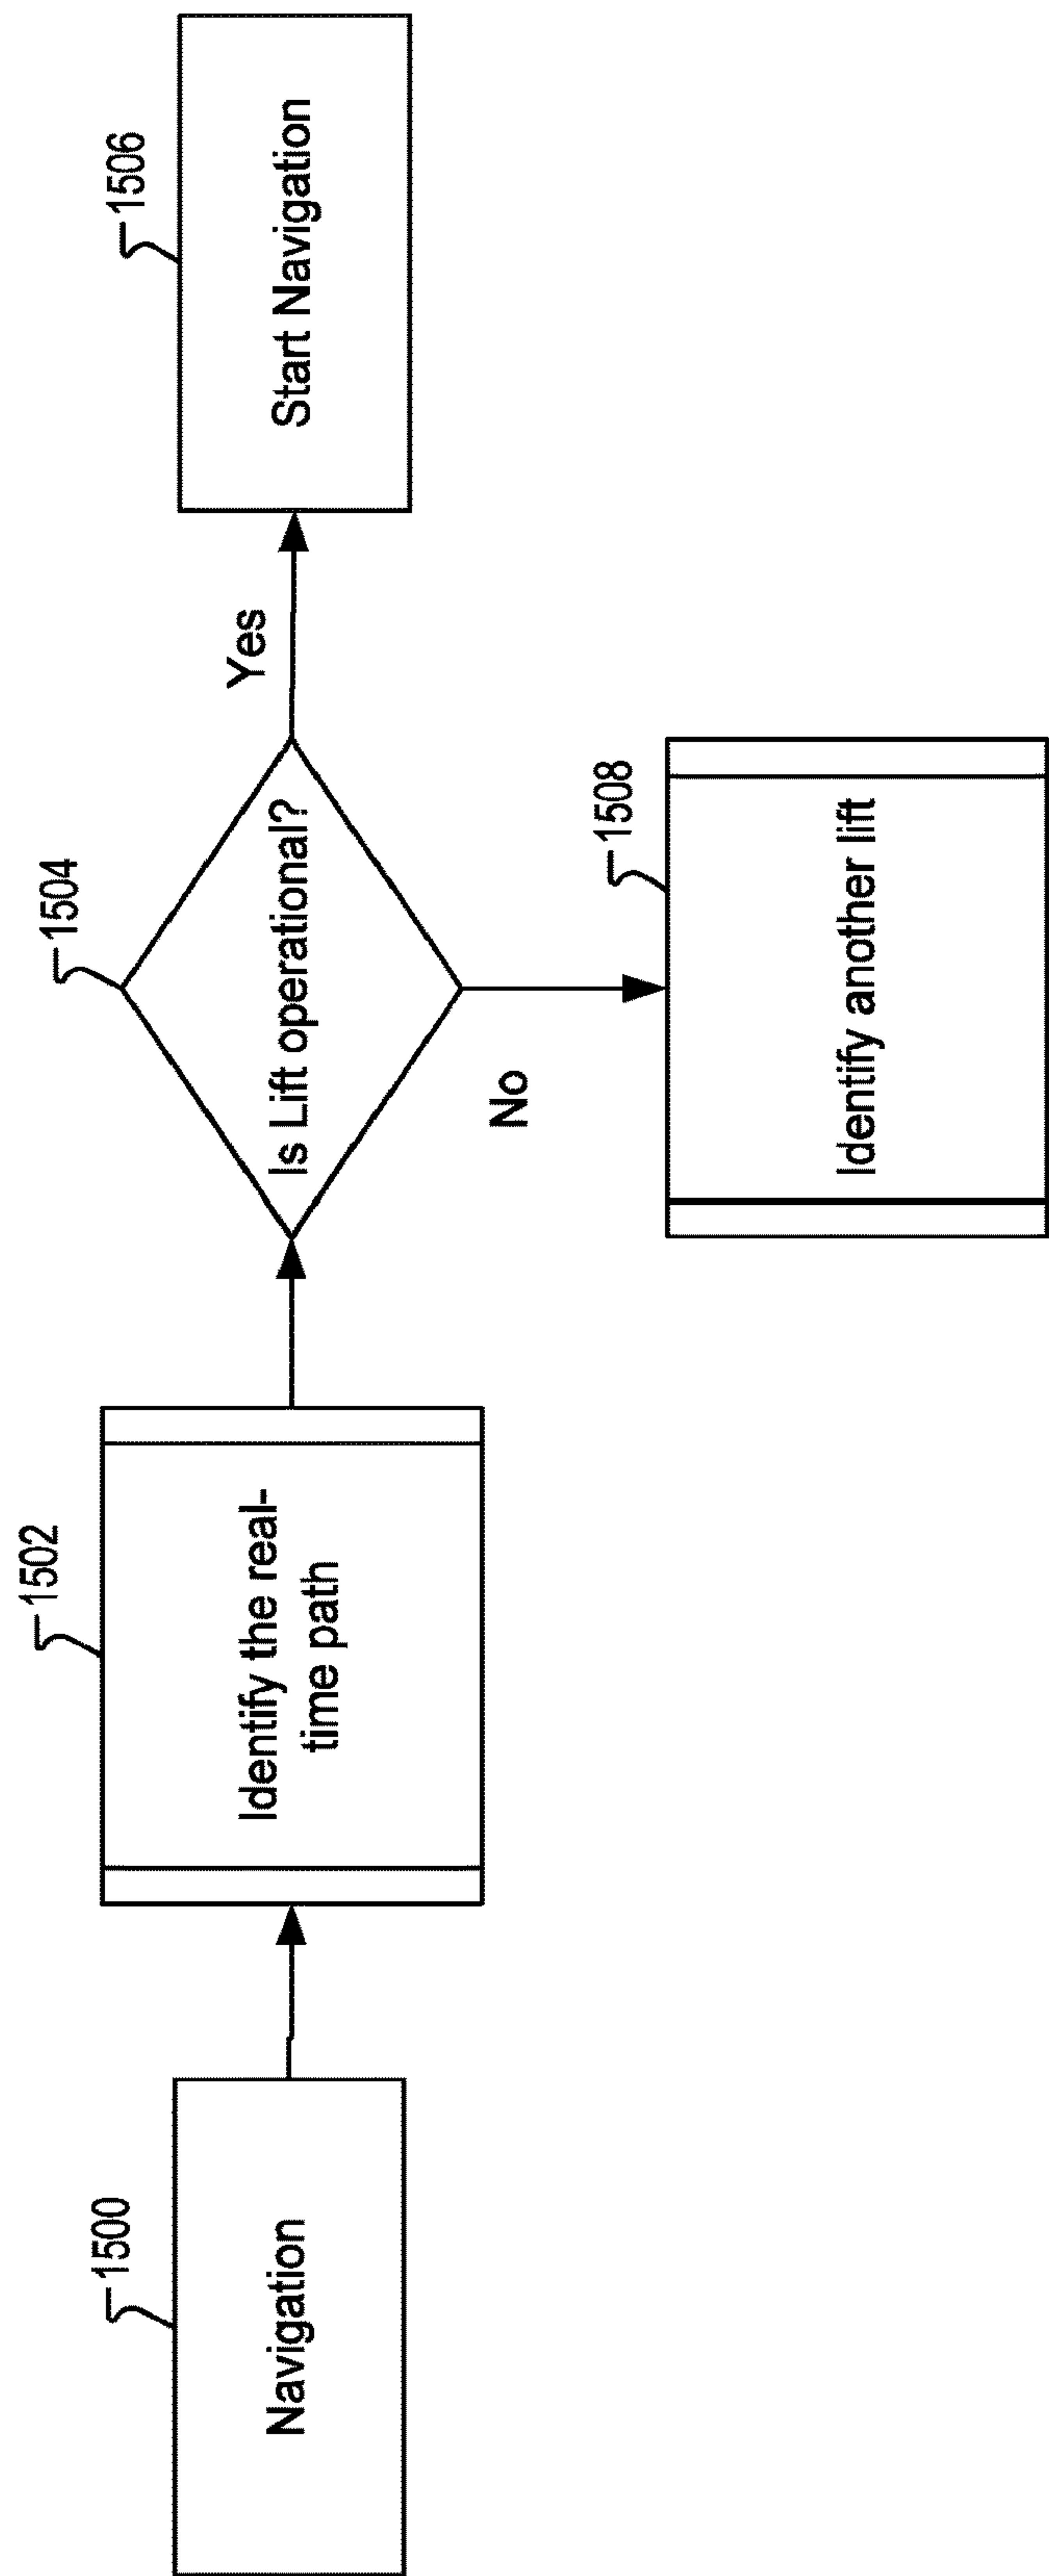 1500
Navigation
1502
Identify the real-
time path
1504
Is Lift operational?
Yes
1506
Start Navigation
No
1508
Identify another lift